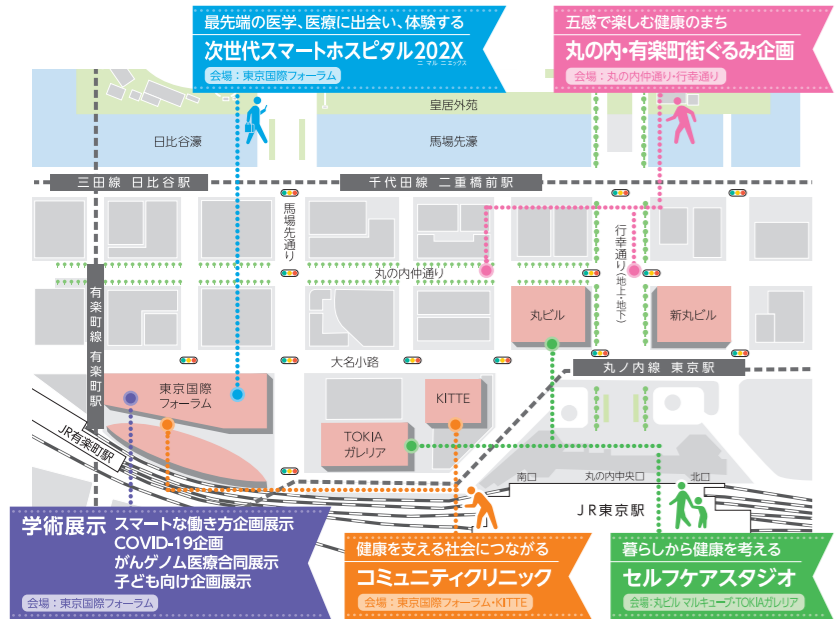 最先端の医学、医療に出会い、体験する
次世代スマートホスピタル202X
ニ マル ニ エックス
会場：東京国際フォーラム
五感で楽しむ健康のまち
丸の内・有楽町街ぐるみ企画
会場：丸の内仲通り・行幸通り
皇居外苑
日比谷濠
馬場先濠
三田線 日比谷駅
千代田線 二重橋前駅
馬場先通り
行幸通り（地上・地下）
丸の内仲通り
有楽町線 有楽町駅
丸ビル
新丸ビル
大名小路
丸ノ内線 東京駅
東京国際
フォーラム
KITTE
TOKIA
ガレリア
JR有楽町駅
南口
丸の内中央口
北口
JR東京駅
学術展示
スマートな働き方企画展示
COVID-19企画
がんゲノム医療合同展示
子ども向け企画展示
会場：東京国際フォーラム
健康を支える社会につながる
コミュニティクリニック
会場：東京国際フォーラム・KITTE
暮らしから健康を考える
セルフケアスタジオ
会場:丸ビル マルキューブ・TOKIAガレリア